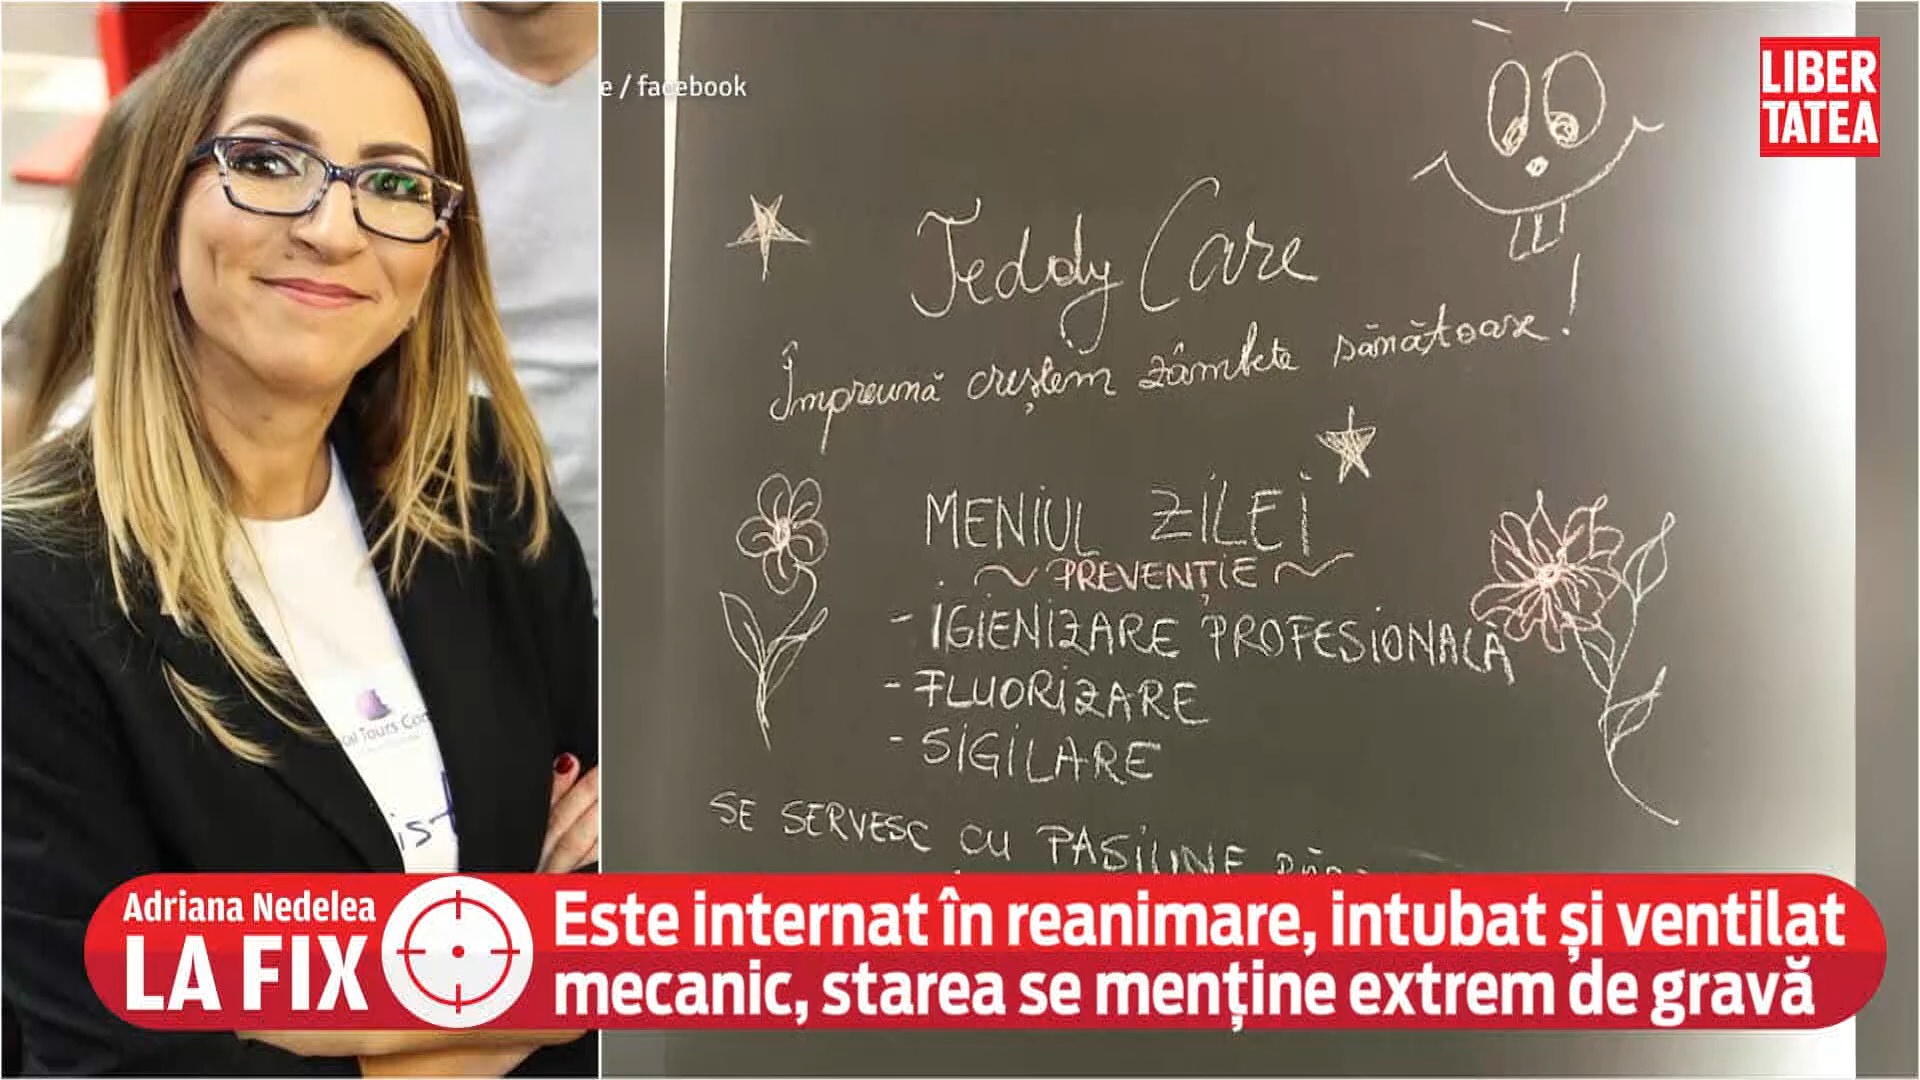 e / facebook
LIBER
TATEA
Teddy Care
Împreună creștem zâmbete sănătoase!
MENIUL ZILEI
~ PREVENȚIE ~
- IGIENIZARE PROFESIONALĂ
- FLUORIZARE
- SIGILARE
SE SERVESC CU PASIUNE
Tours
ist
Adriana Nedelea
LA FIX
Este internat în reanimare, intubat și ventilat
mecanic, starea se menține extrem de gravă